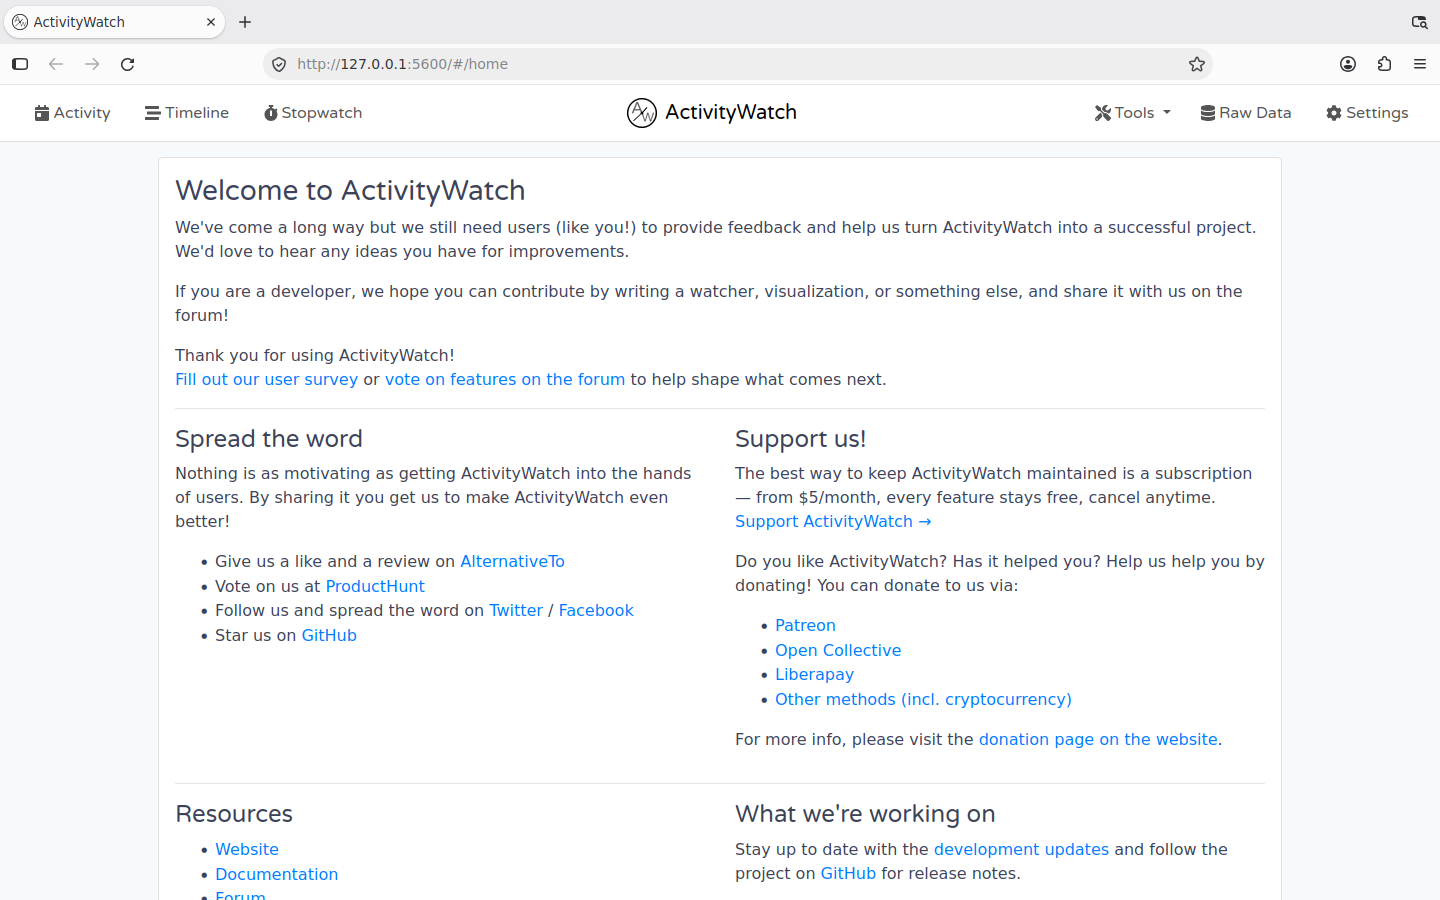 ActivityWatch
http://127.0.0.1:5600/#/home
Activity
Timeline
Stopwatch
ActivityWatch
Tools
Raw Data
Settings
Welcome to ActivityWatch
We've come a long way but we still need users (like you!) to provide feedback and help us turn ActivityWatch into a successful project.
We'd love to hear any ideas you have for improvements.
If you are a developer, we hope you can contribute by writing a watcher, visualization, or something else, and share it with us on the
forum!
Thank you for using ActivityWatch!
Fill out our user survey or vote on features on the forum to help shape what comes next.
Spread the word
Nothing is as motivating as getting ActivityWatch into the hands
of users. By sharing it you get us to make ActivityWatch even
better!
• Give us a like and a review on AlternativeTo
• Vote on us at ProductHunt
• Follow us and spread the word on Twitter / Facebook
• Star us on GitHub
Support us!
The best way to keep ActivityWatch maintained is a subscription
— from $5/month, every feature stays free, cancel anytime.
Support ActivityWatch →
Do you like ActivityWatch? Has it helped you? Help us help you by
donating! You can donate to us via:
• Patreon
• Open Collective
• Liberapay
• Other methods (incl. cryptocurrency)
For more info, please visit the donation page on the website.
Resources
• Website
• Documentation
• Forum
What we're working on
Stay up to date with the development updates and follow the
project on GitHub for release notes.